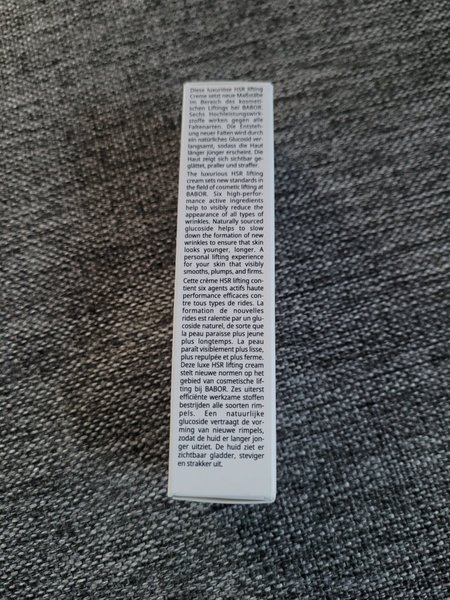 Diese luxuriöse HSR lifting
Creme setzt neue Maßstäbe
im Bereich des kosmeti-
schen Liftings bei BABOR.
Sechs Hochleistungswirk-
stoffe wirken gegen alle
Faltenarten. Die Entsteh-
ung neuer Falten wird durch
ein natürliches Glucosid ver-
langsamt, sodass die Haut
länger jünger erscheint. Die
Haut zeigt sich sichtbar ge-
glättet, praller und straffer.
The luxurious HSR lifting
cream sets new standards in
the field of cosmetic lifting at
BABOR. Six high-perfor-
mance active ingredients
help to visibly reduce the
appearance of all types of
wrinkles. Naturally sourced
glucoside helps to slow
down the formation of new
wrinkles to ensure that skin
looks younger, longer. A
personal lifting experience
for your skin that visibly
smooths, plumps, and firms.
Cette crème HSR lifting con-
tient six agents actifs haute
performance efficaces con-
tre tous types de rides. La
formation de nouvelles
rides est ralentie par un glu-
coside naturel, de sorte que
la peau paraisse plus jeune
plus longtemps. La peau
paraît visiblement plus lisse,
plus repulpée et plus ferme.
Deze luxe HSR lifting cream
stelt nieuwe normen op het
gebied van cosmetische lif-
ting bij BABOR. Zes uiterst
efficiënte werkzame stoffen
bestrijden alle soorten rim-
pels. Een natuurlijke
glucoside vertraagt de vor-
ming van nieuwe rimpels,
zodat de huid er langer jon-
ger uitziet. De huid ziet er
zichtbaar gladder, steviger
en strakker uit.